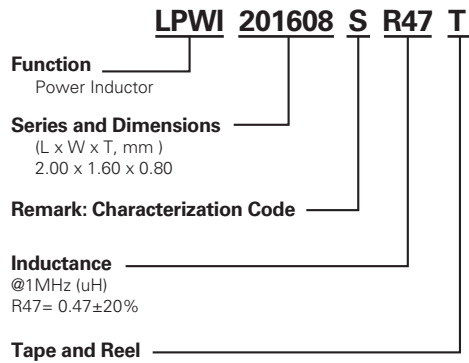 LPWI 201608 S R47 T
Function
Power Inductor
Series and Dimensions
(L x W x T, mm )
2.00 x 1.60 x 0.80
Remark: Characterization Code
Inductance
@1MHz (uH)
R47= 0.47±20%
Tape and Reel